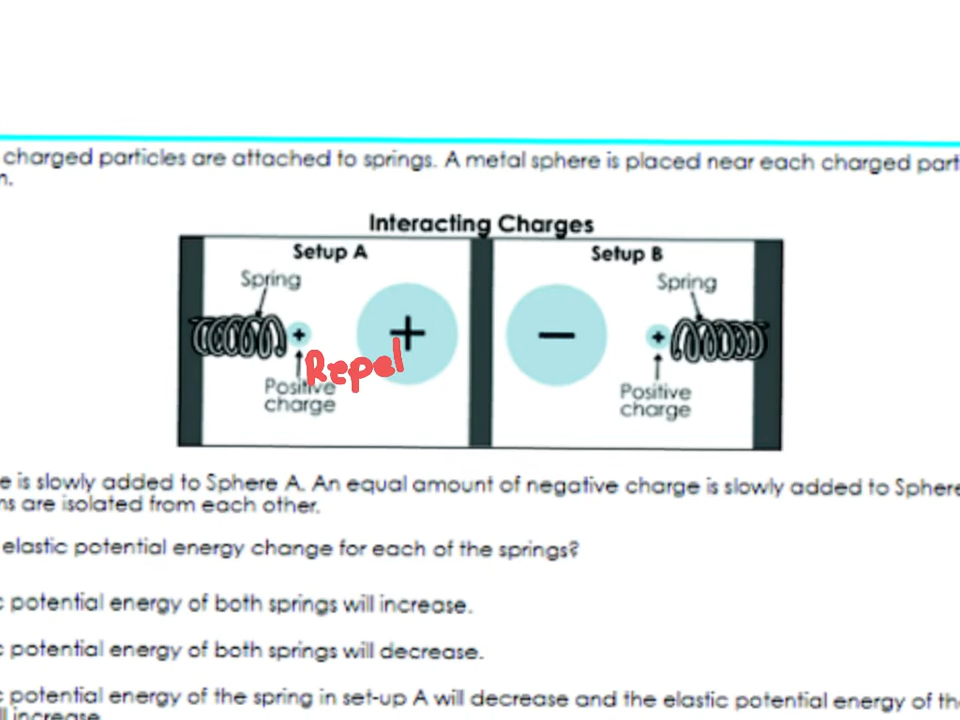 charged particles are attached to springs. A metal sphere is placed near each charged
Interacting Charges
Setup A
Setup B
Spring
Spring
+
+
−
+
Repel
Positive
charge
Positive
charge
is slowly added to Sphere A. An equal amount of negative charge is slowly added to
are isolated from each other.
elastic potential energy change for each of the springs?
potential energy of both springs will increase.
potential energy of both springs will decrease.
potential energy of the spring in set-up A will decrease and the elastic potential energy of
increase